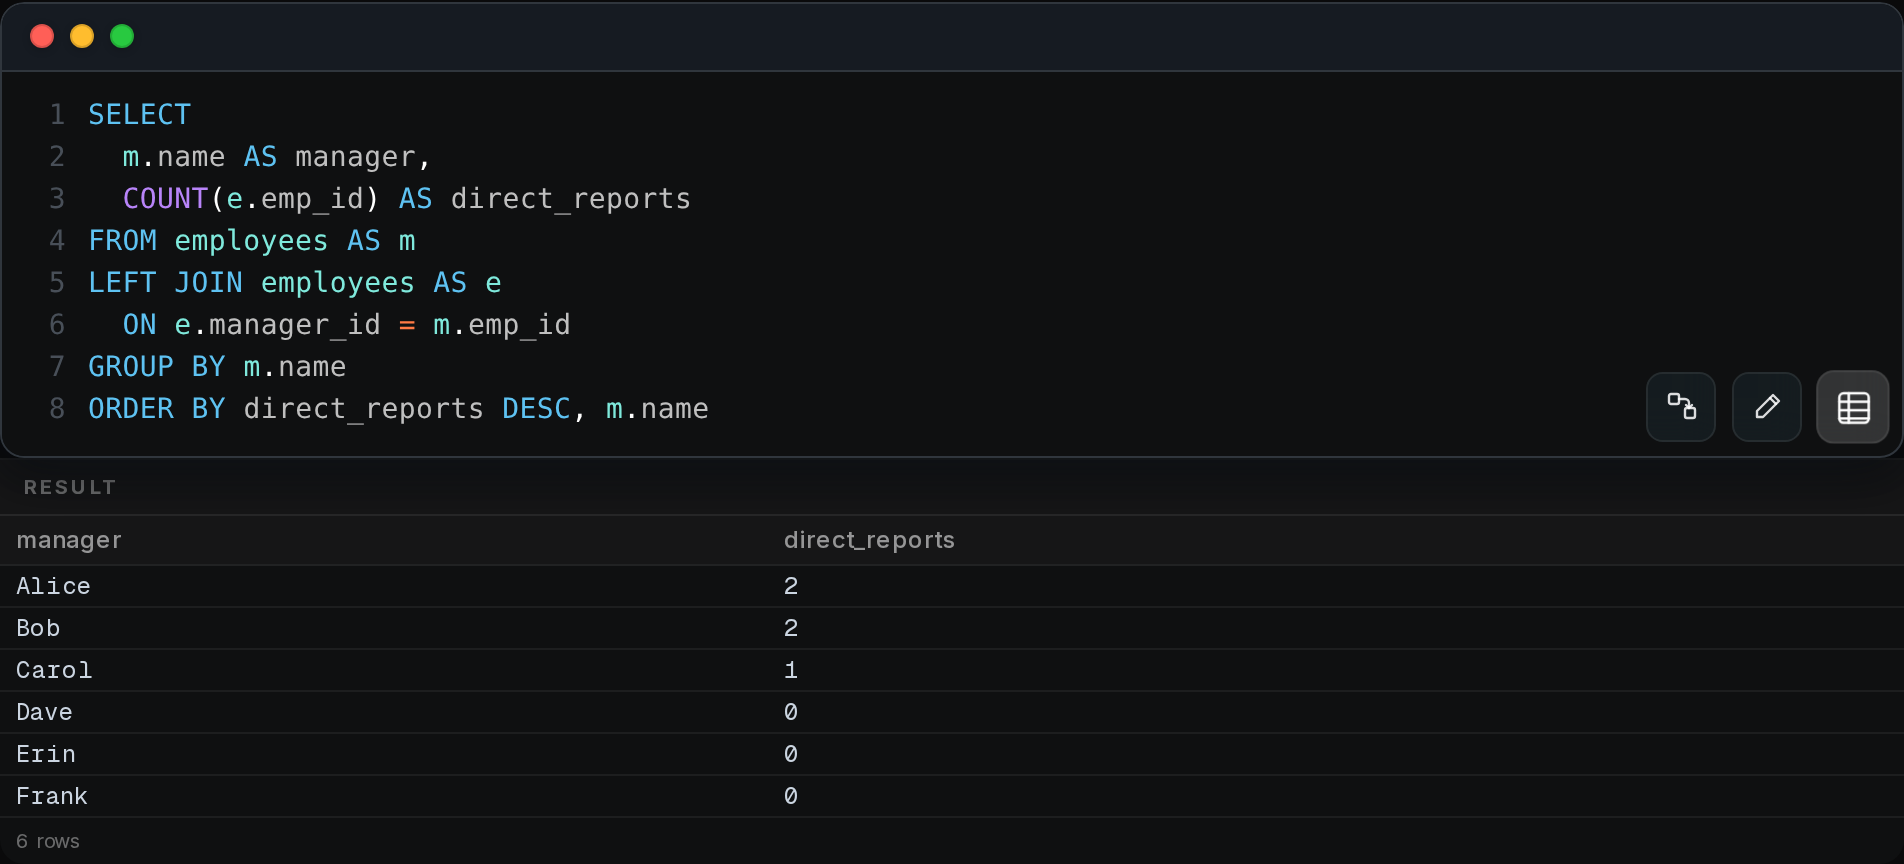 1 SELECT
2   m.name AS manager,
3   COUNT(e.emp_id) AS direct_reports
4 FROM employees AS m
5 LEFT JOIN employees AS e
6   ON e.manager_id = m.emp_id
7 GROUP BY m.name
8 ORDER BY direct_reports DESC, m.name
RESULT
manager direct_reports
Alice 2
Bob 2
Carol 1
Dave 0
Erin 0
Frank 0
6 rows